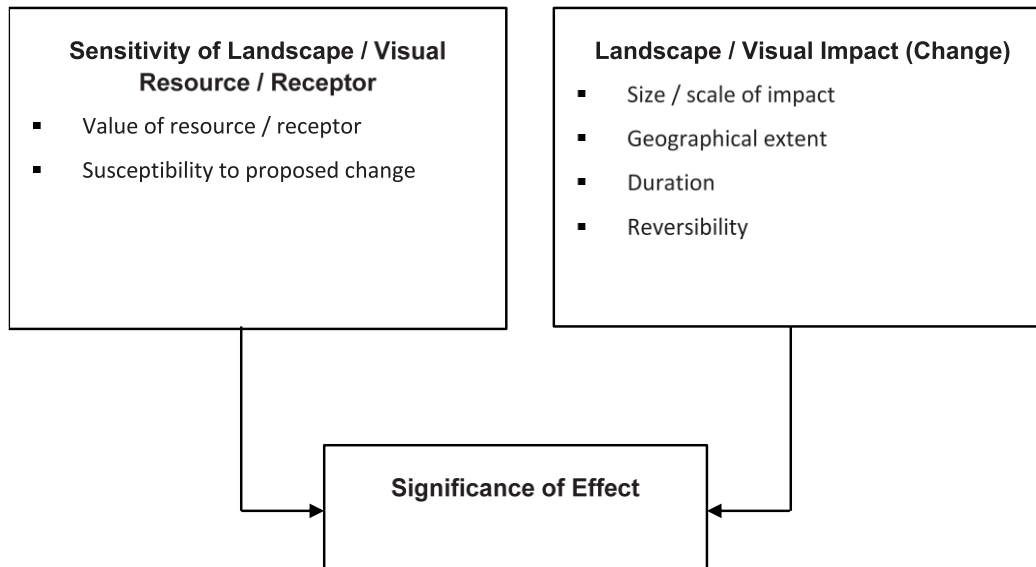 Sensitivity of Landscape / Visual
Resource / Receptor
▪ Value of resource / receptor
▪ Susceptibility to proposed change
Landscape / Visual Impact (Change)
▪ Size / scale of impact
▪ Geographical extent
▪ Duration
▪ Reversibility
Significance of Effect